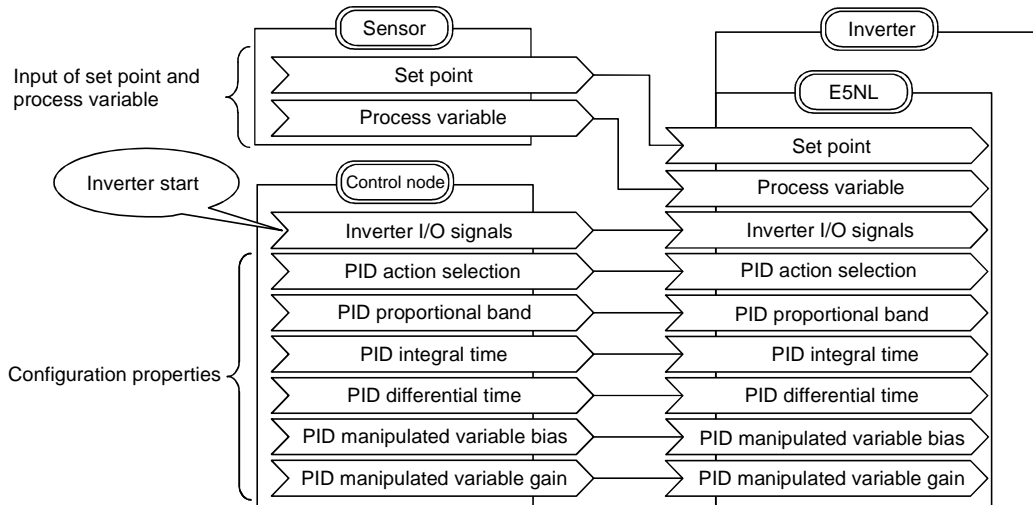 Sensor
Inverter
Input of set point and
process variable
Set point
E5NL
Process variable
Set point
Inverter start
Control node
Process variable
Inverter I/O signals
Inverter I/O signals
PID action selection
PID action selection
PID proportional band
PID proportional band
Configuration properties
PID integral time
PID integral time
PID differential time
PID differential time
PID manipulated variable bias
PID manipulated variable bias
PID manipulated variable gain
PID manipulated variable gain